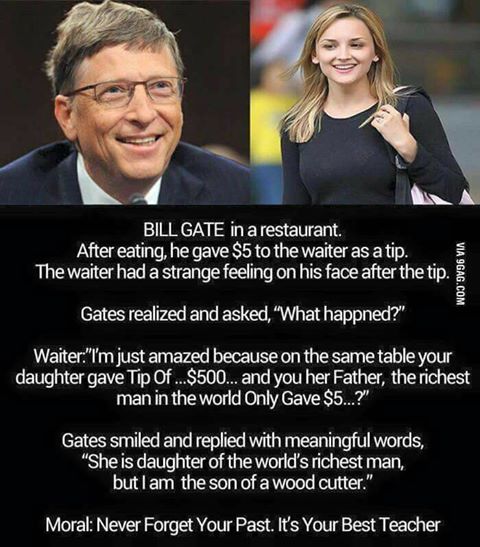 BILL GATE in a restaurant.
After eating, he gave $5 to the waiter as a tip.
The waiter had a strange feeling on his face after the tip.
Gates realized and asked, "What happned?"
Waiter:"I'm just amazed because on the same table your
daughter gave Tip Of ...$500... and you her Father, the richest
man in the world Only Gave $5...?"
Gates smiled and replied with meaningful words,
"She is daughter of the world's richest man,
but I am the son of a wood cutter."
Moral: Never Forget Your Past. It's Your Best Teacher
VIA 9GAG.COM